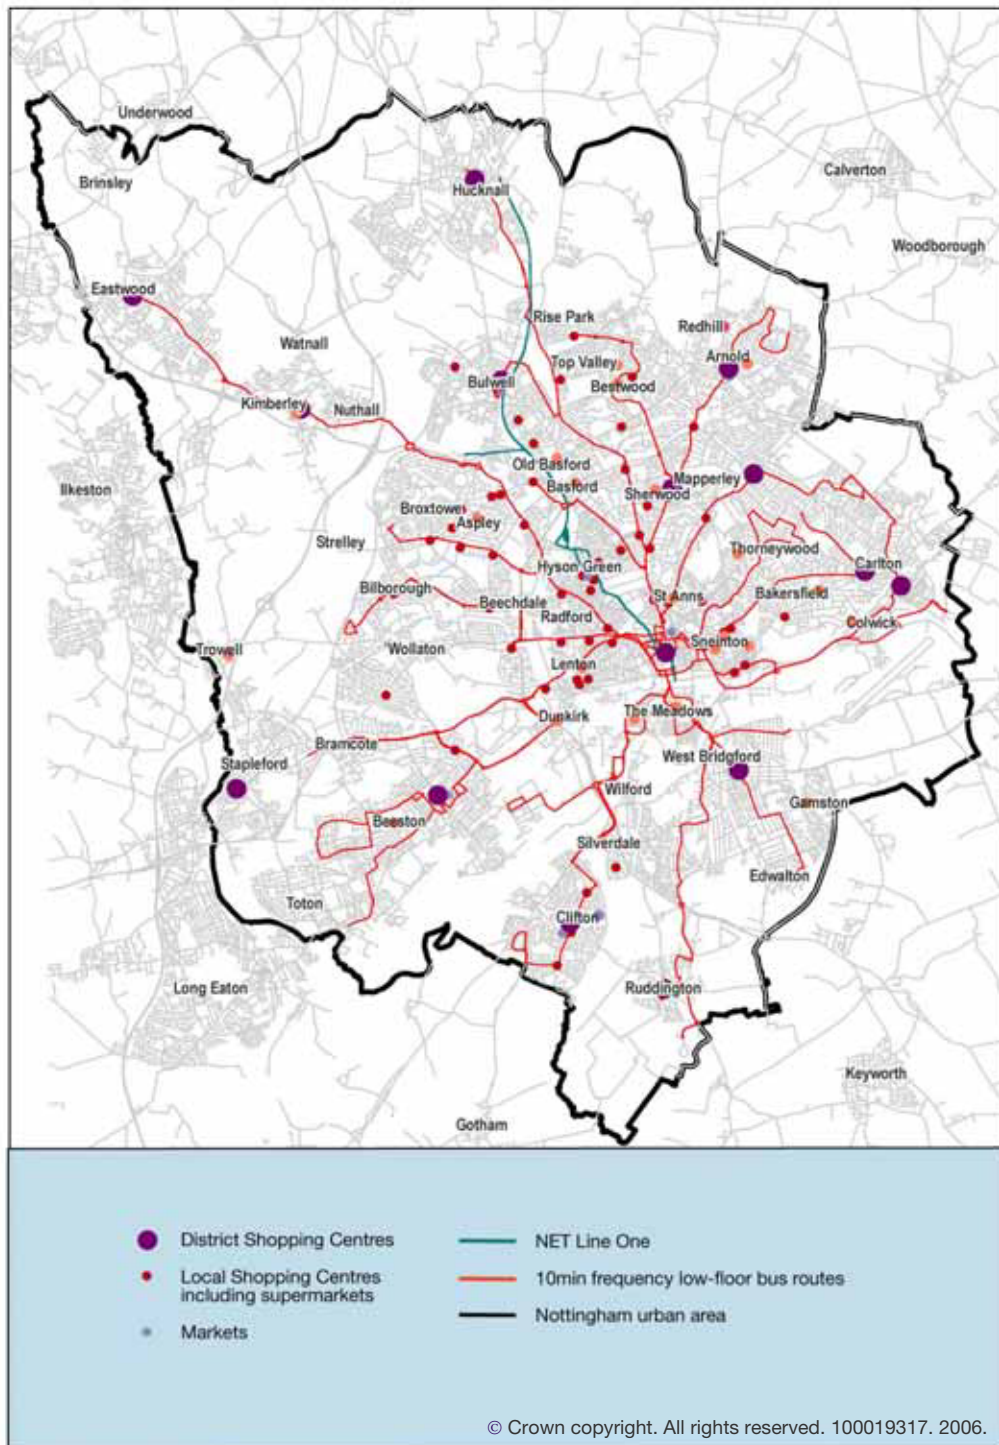 Underwood
Brinsley
Calverton
Hucknall
Woodborough
Eastwood
Rise Park
Redhill
Watnall
Top Valley
Arnold
Bulwell
Bestwood
Kimberley
Nuthall
Old Basford
Mapperley
Ilkeston
Basford
Sherwood
Broxtowe
Aspley
Strelley
Thorneywood
Hyson Green
Carlton
Bilborough
Beechdale
St Anns
Bakersfield
Radford
Colwick
Trowell
Wollaton
Sneinton
Lenton
Dunkirk
The Meadows
Bramcote
Stapleford
West Bridgford
Wilford
Gamston
Beeston
Silverdale
Edwalton
Toton
Clifton
Long Eaton
Ruddington
Keyworth
Gotham
District Shopping Centres
Local Shopping Centres
including supermarkets
Markets
NET Line One
10min frequency low-floor bus routes
Nottingham urban area
© Crown copyright. All rights reserved. 100019317. 2006.